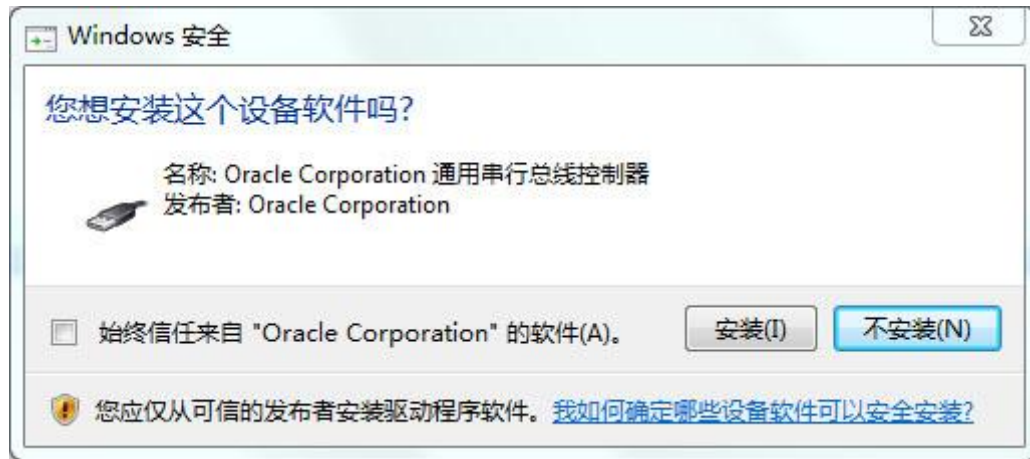 Windows 安全
您想安装这个设备软件吗?
名称: Oracle Corporation 通用串行总线控制器
发布者: Oracle Corporation
始终信任来自 "Oracle Corporation" 的软件(A)。
安装(I)
不安装(N)
您应仅从可信的发布者安装驱动程序软件。我如何确定哪些设备软件可以安全安装?